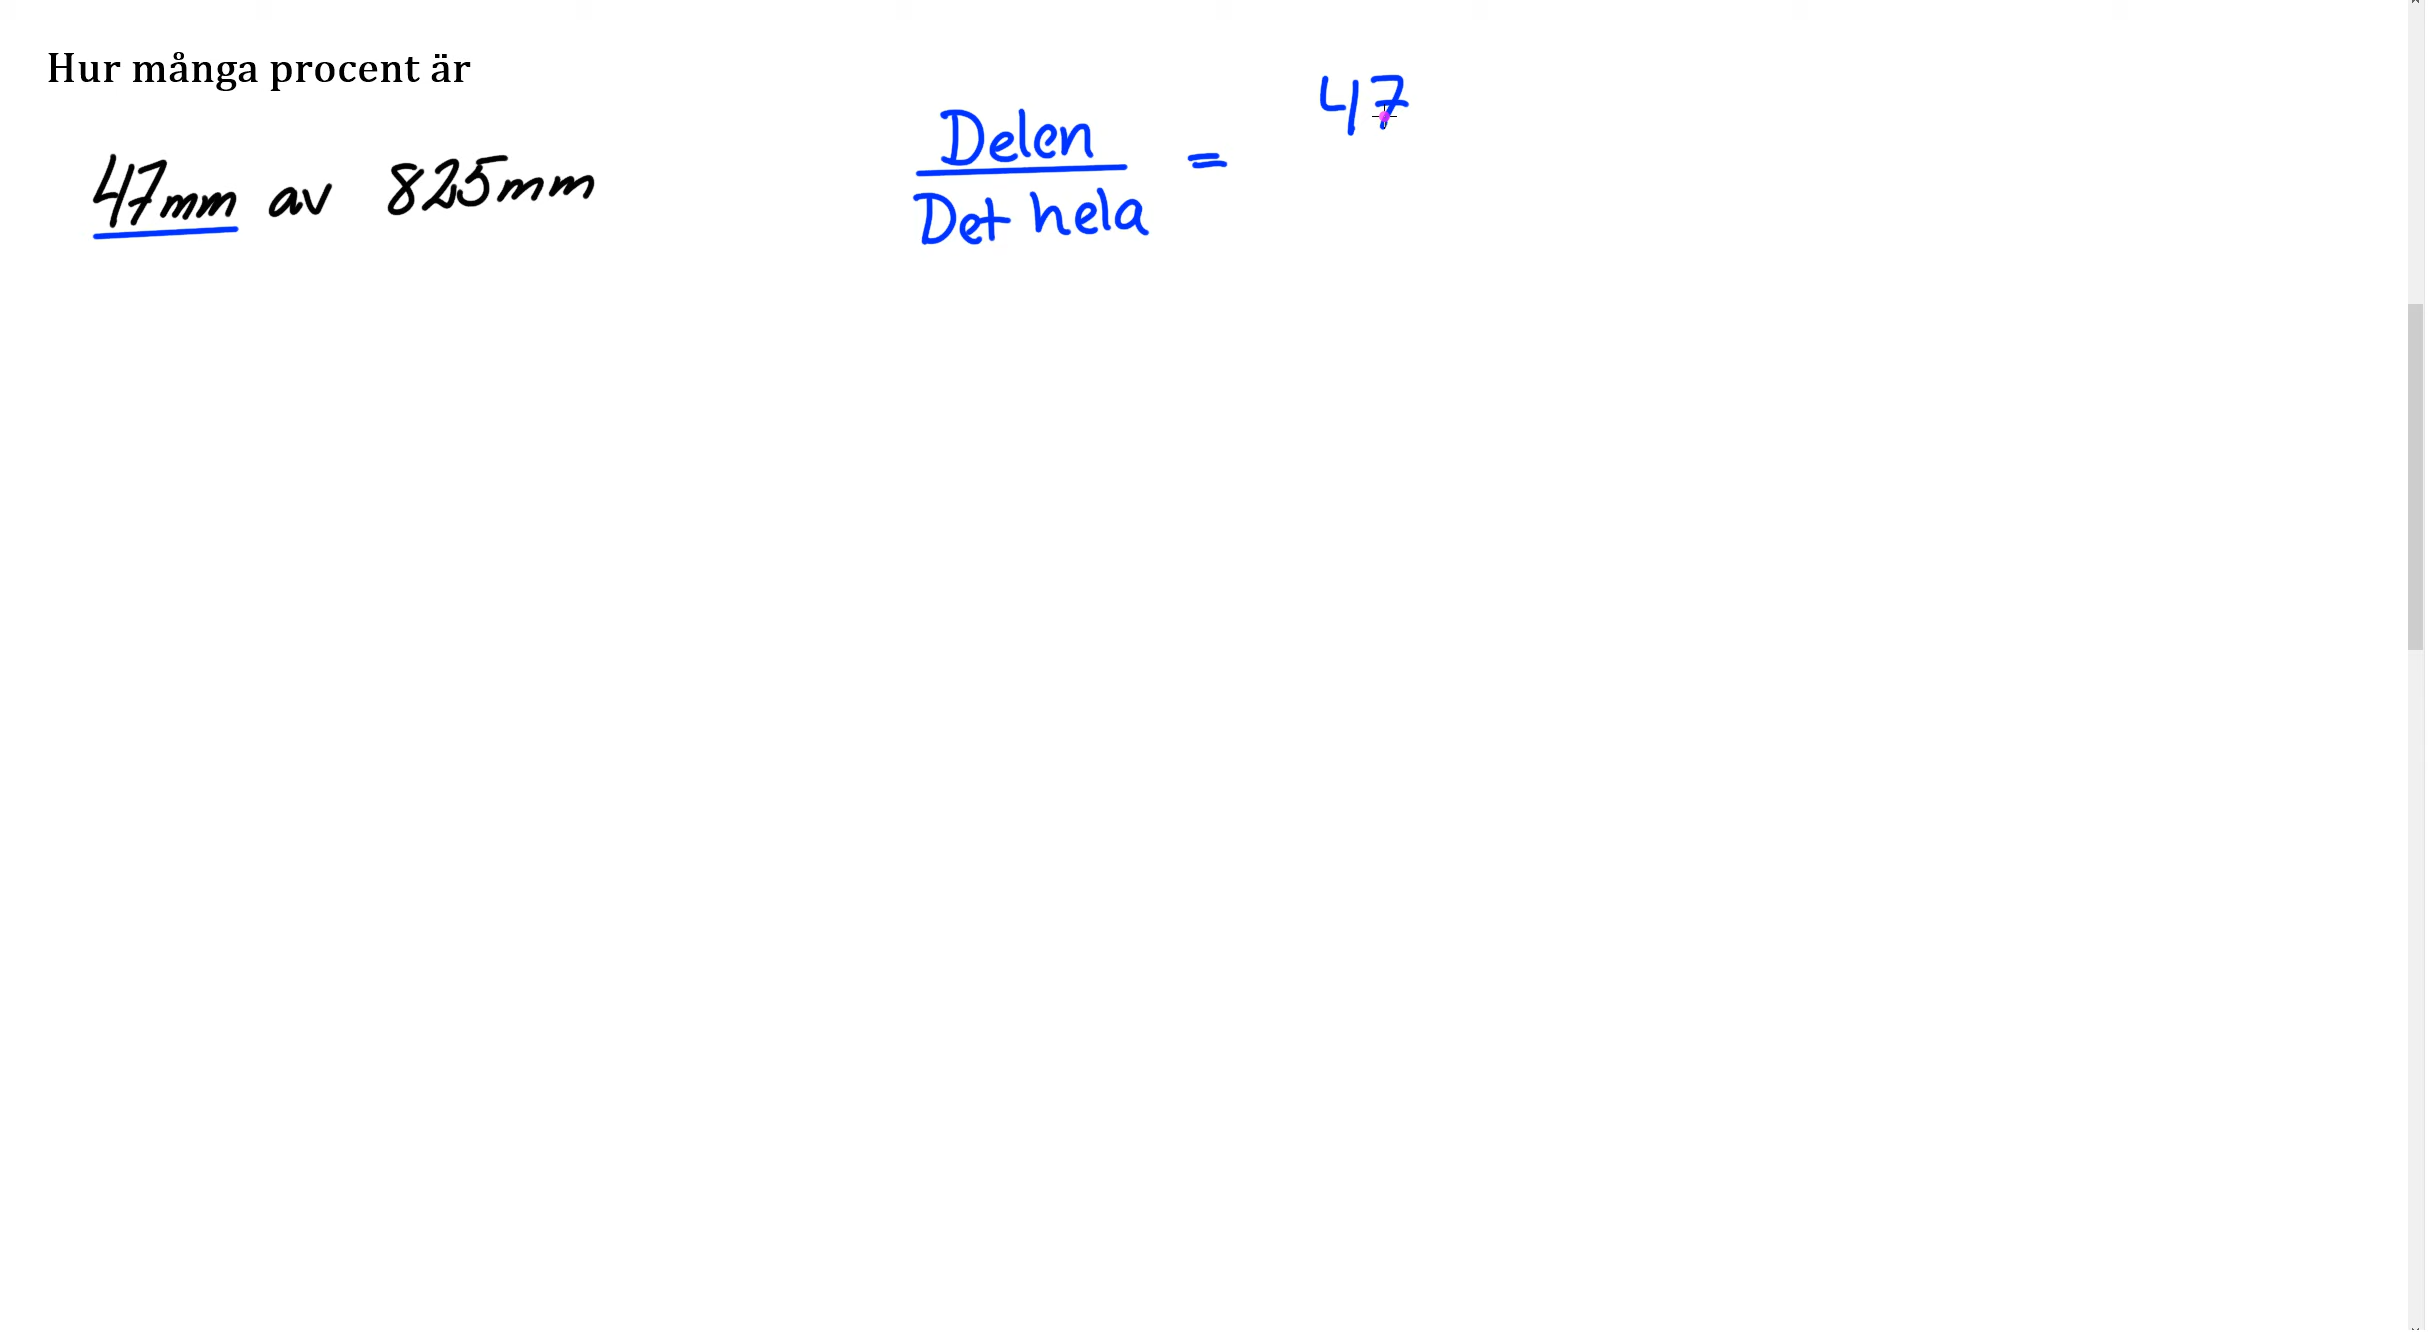 Hur många procent är
47mm av 825mm
Delen
Det hela
= 47